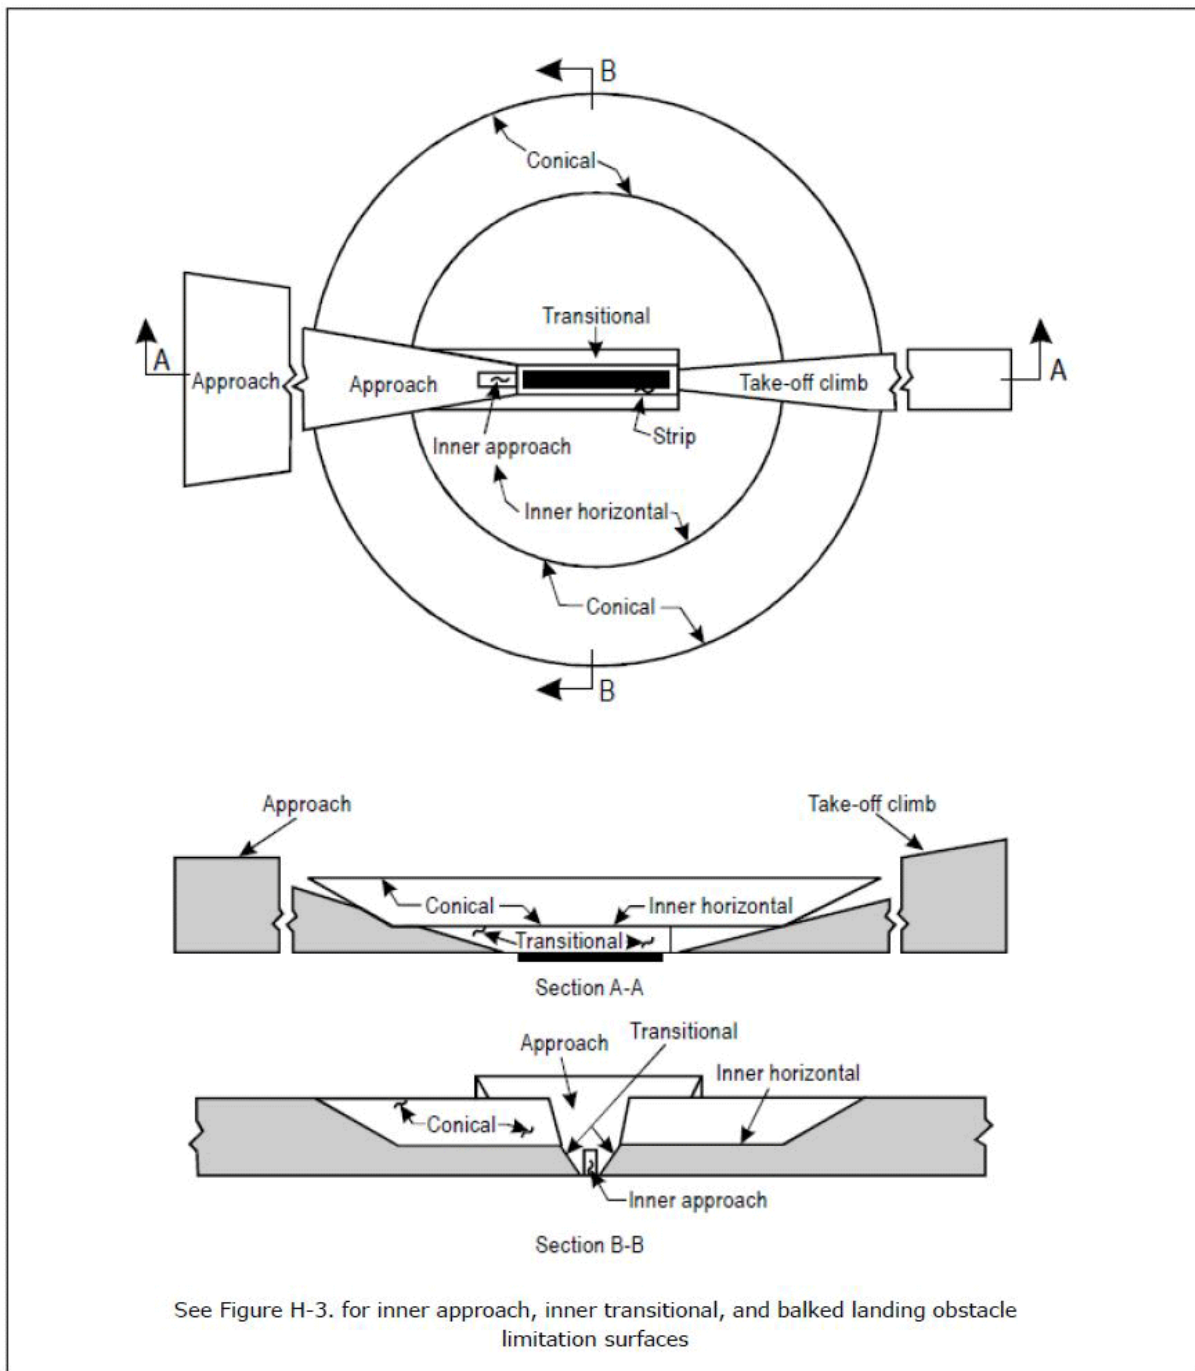 B
Conical
Transitional
A
Approach
Approach
Take-off climb
A
Strip
Inner approach
Inner horizontal
Conical
B
Approach
Take-off climb
Conical
Inner horizontal
Transitional
Section A-A
Transitional
Approach
Inner horizontal
Conical
Inner approach
Section B-B
See Figure H-3. for inner approach, inner transitional, and balked landing obstacle
limitation surfaces